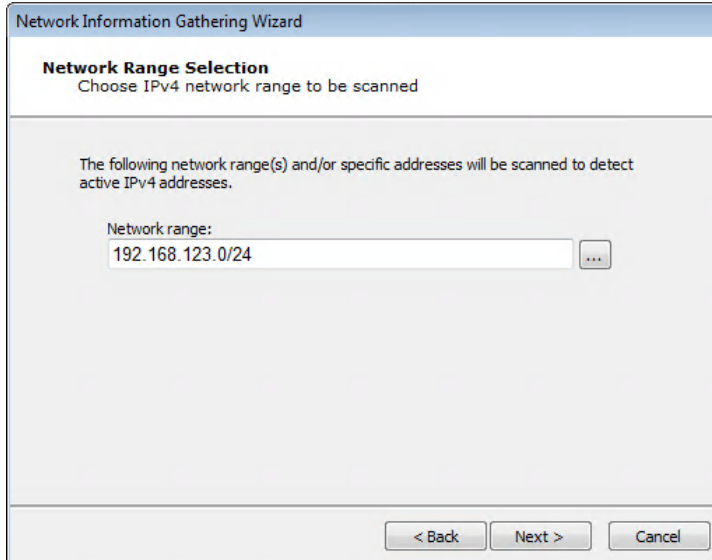 Network Information Gathering Wizard
Network Range Selection
Choose IPv4 network range to be scanned
The following network range(s) and/or specific addresses will be scanned to detect
active IPv4 addresses.
Network range:
192.168.123.0/24
...
< Back Next > Cancel